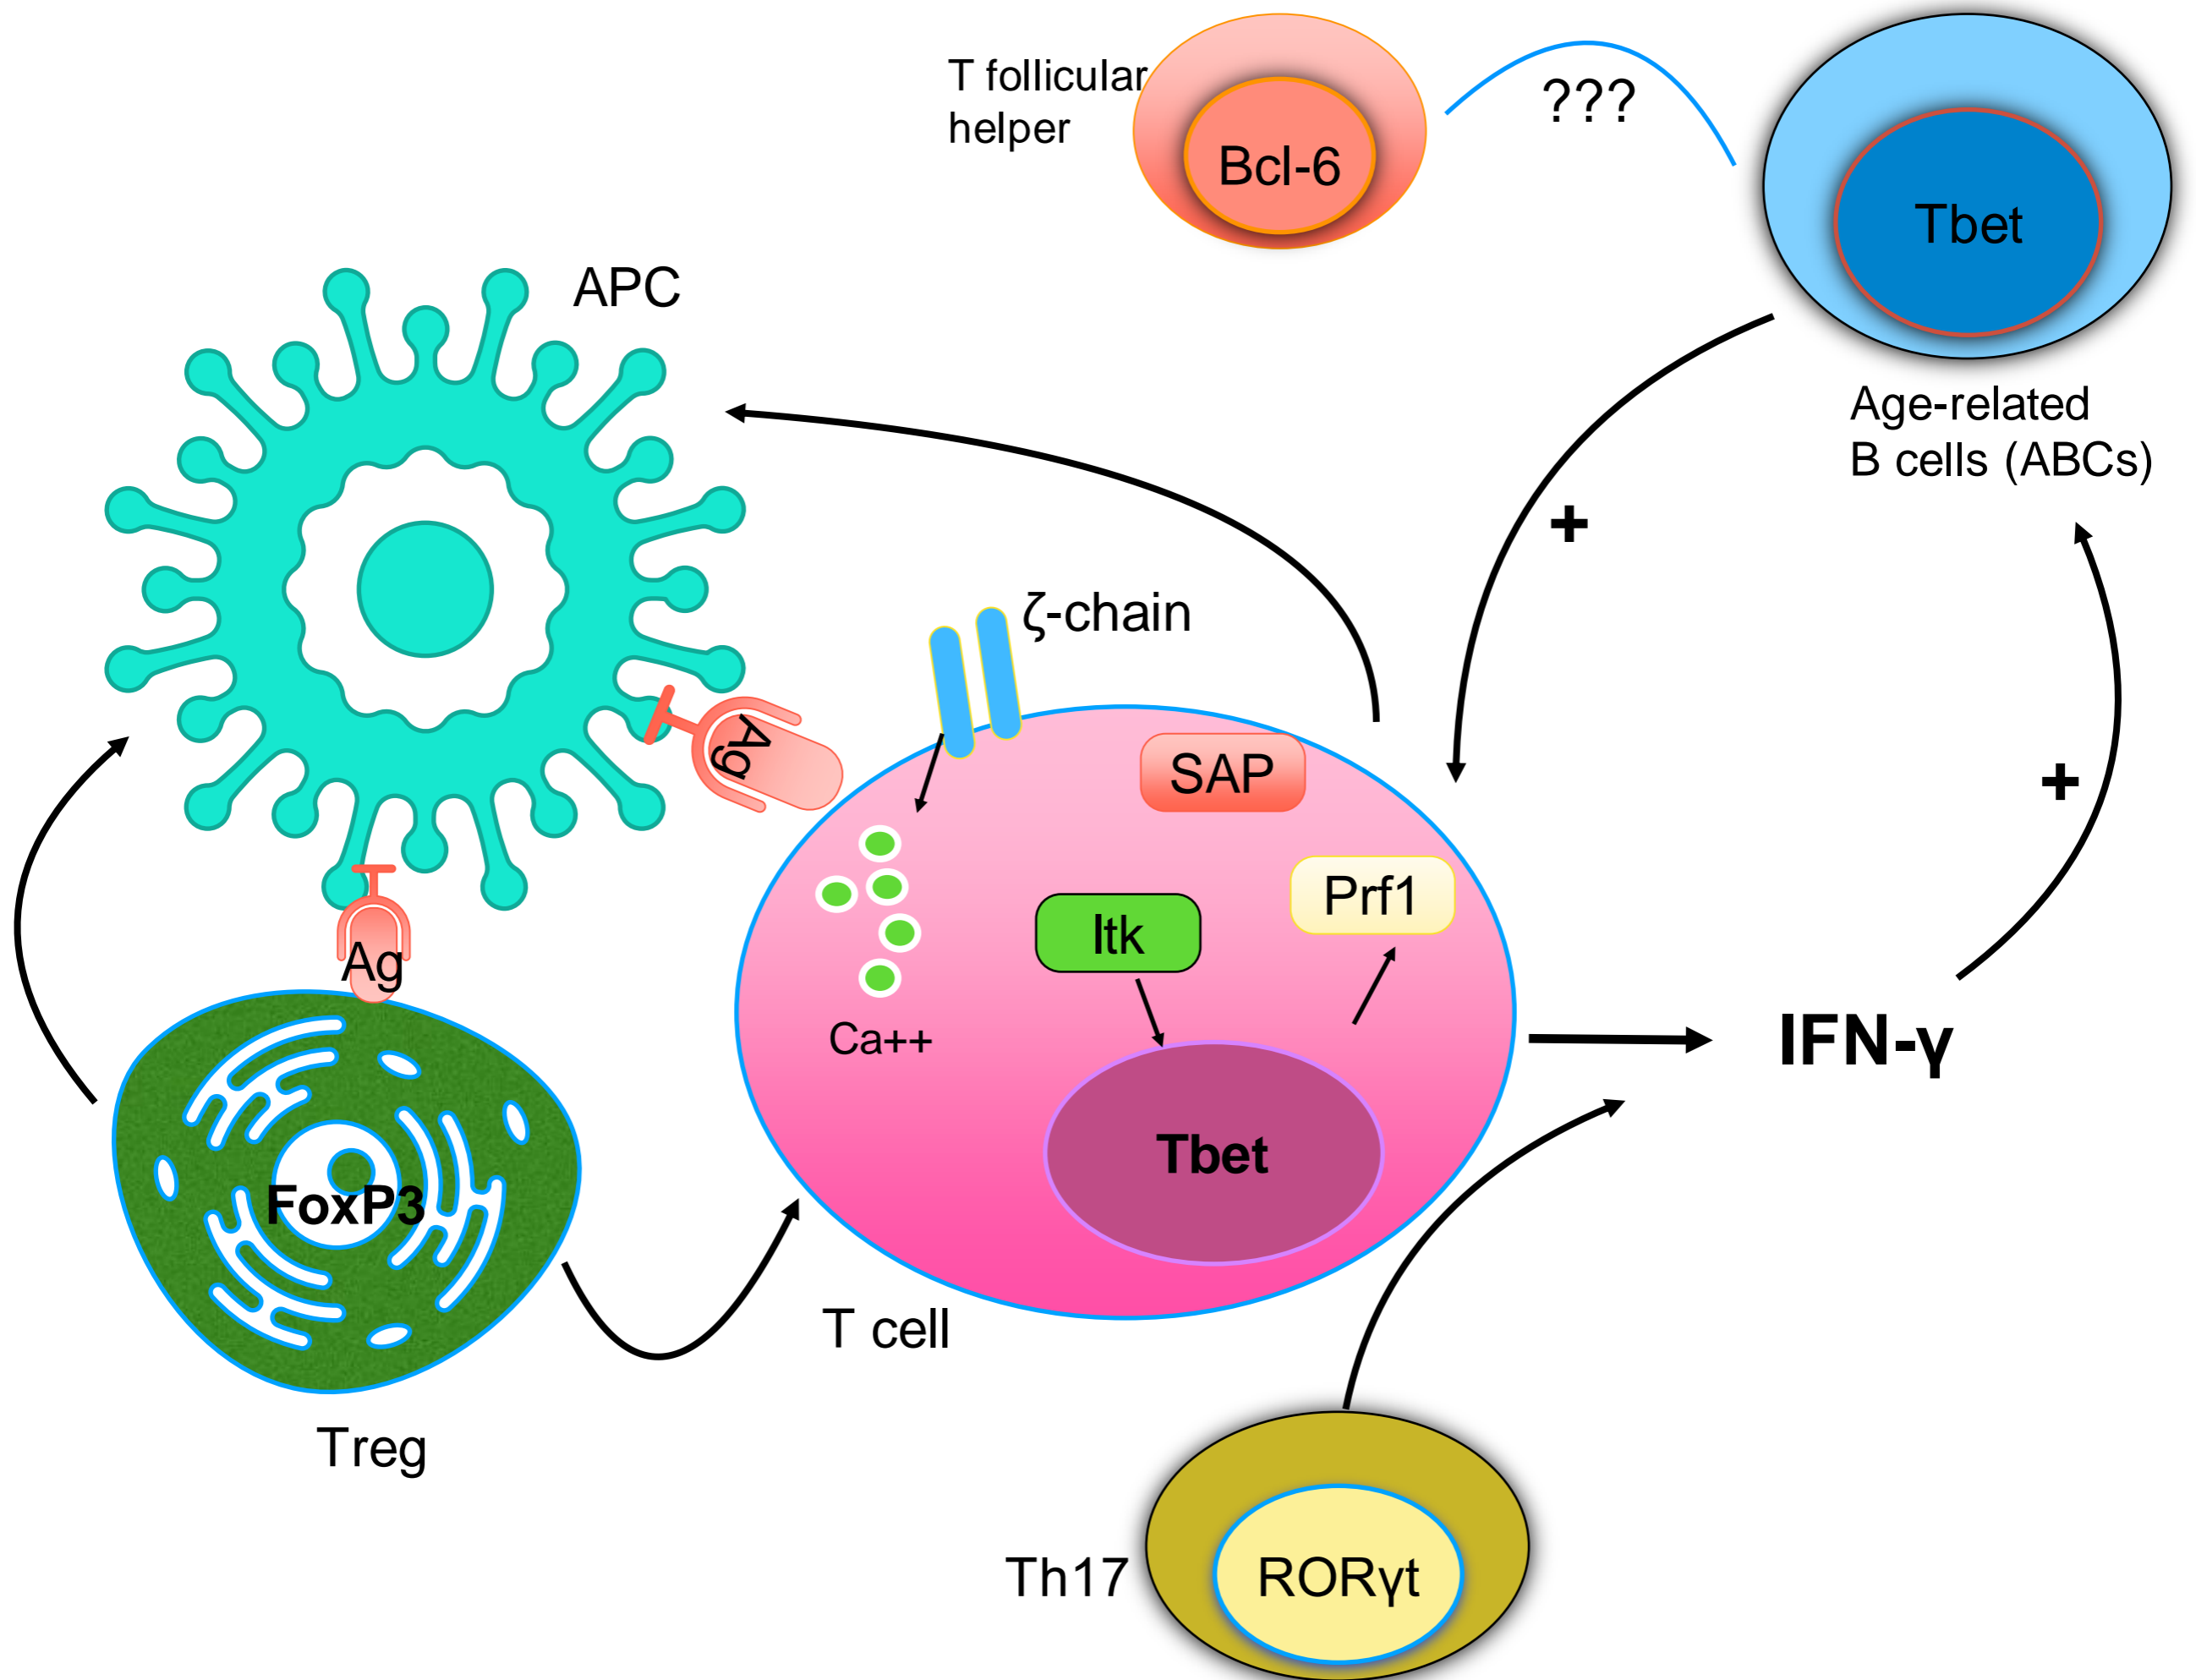 T follicular
helper
Bcl-6
???
Tbet
APC
Age-related
B cells (ABCs)
+
ζ-chain
Ag
SAP
+
Prf1
Itk
Ag
Ca++
IFN-γ
Tbet
FoxP3
T cell
Treg
Th17
RORγt